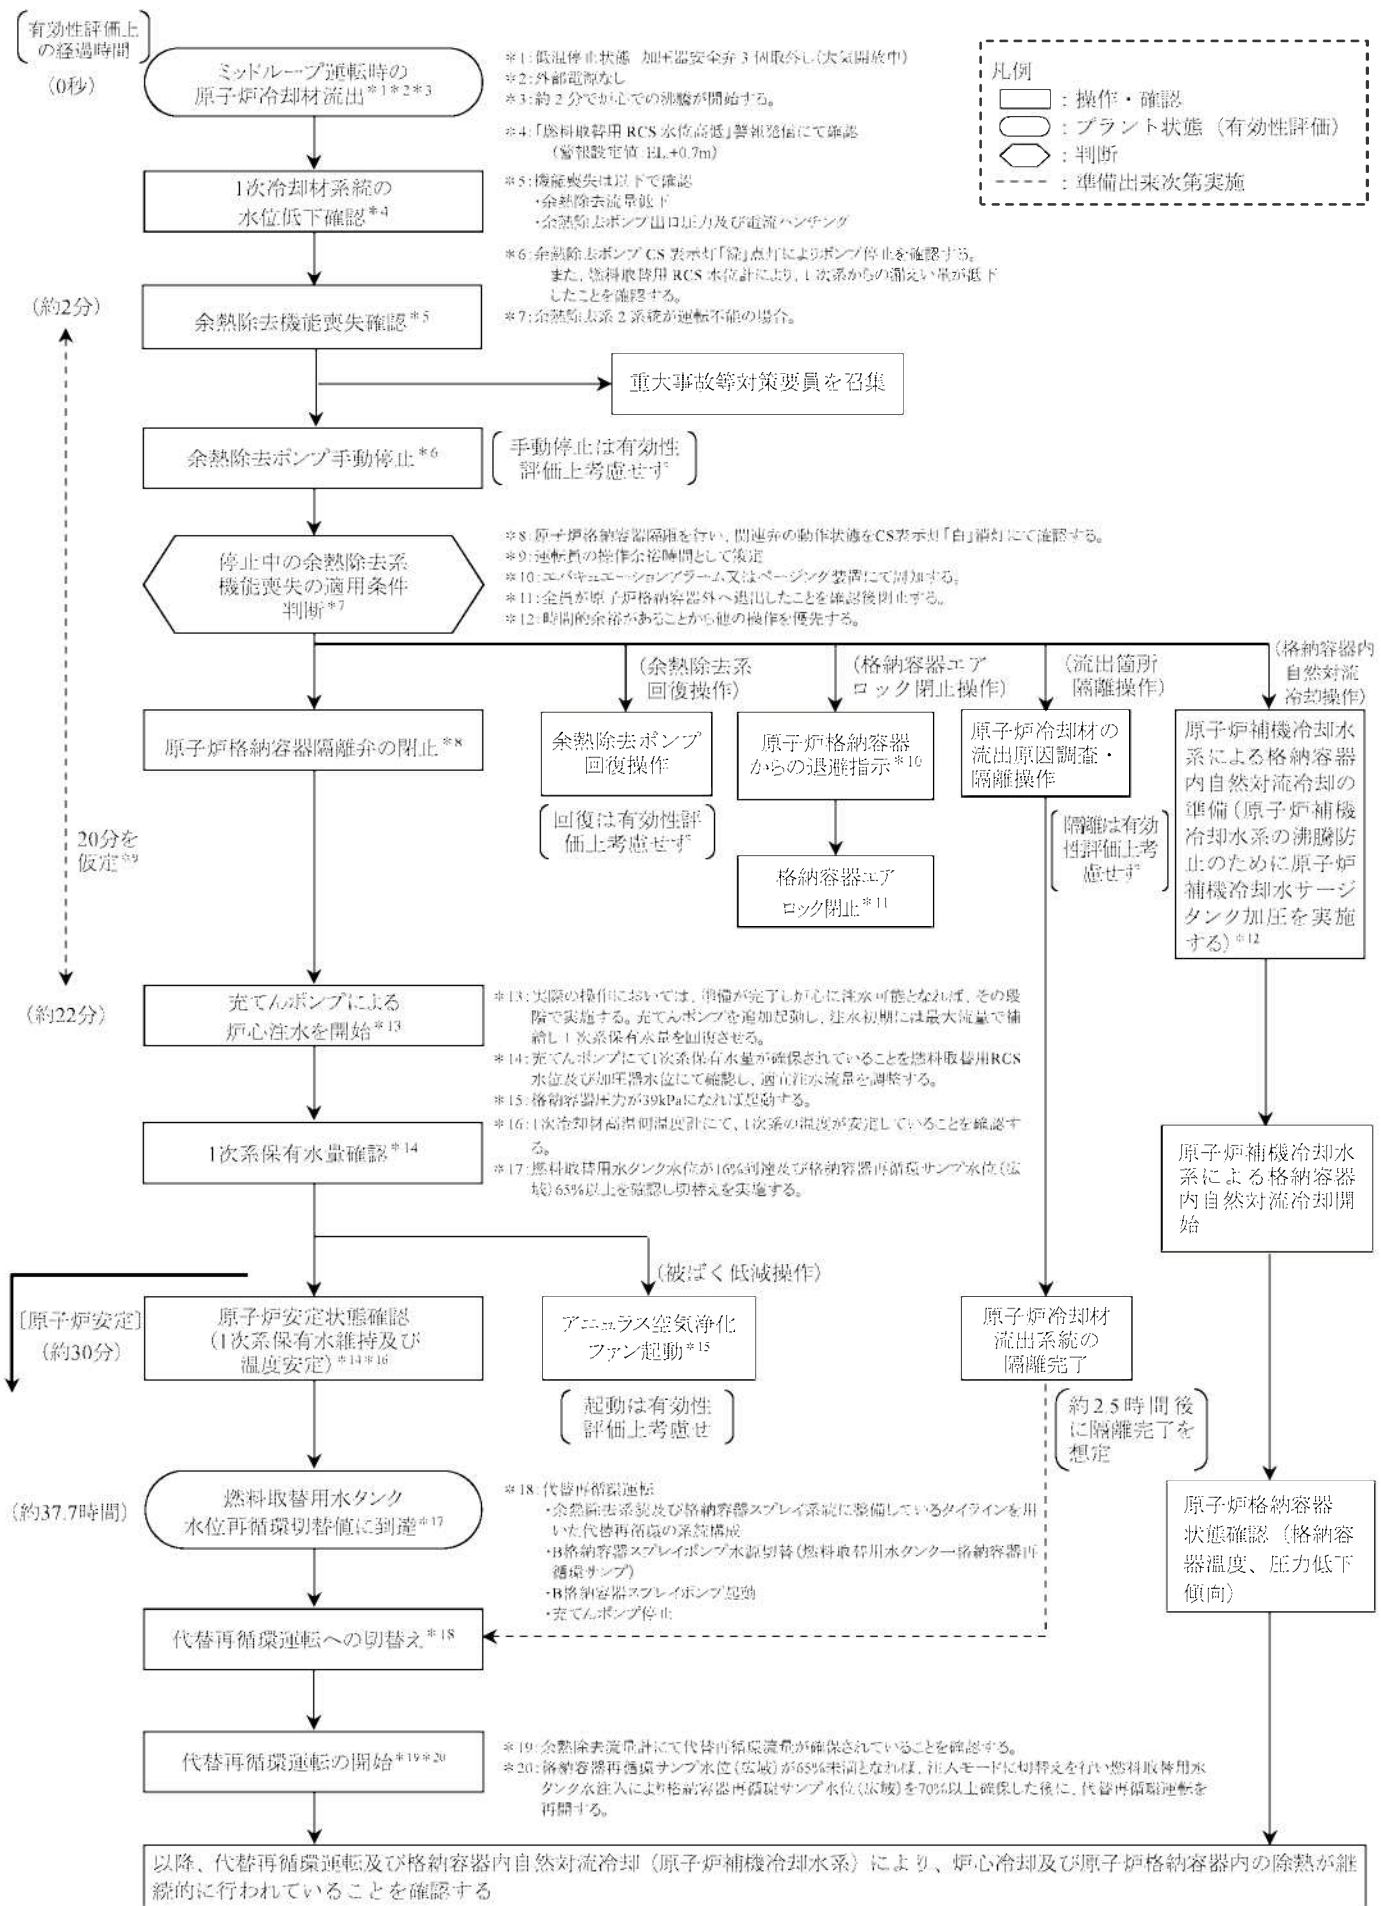 有効性評価上
の経過時間
(0秒)
ミッドループ運転時の
原子炉冷却材流出*1*2*3
*1:低温停止状態 加圧器安全弁3個取外し(大気開放中)
*2:外部電源なし
*3:約2分で炉心での沸騰が開始する。
*4:「燃料取替用RCS水位高低」警報発信にて確認
(警報設定値:EL.+0.7m)
凡例
:操作・確認
:プラント状態(有効性評価)
:判断
:準備出来次第実施
1次冷却材系統の
水位低下確認*4
*5:機能喪失は以下で確認
・余熱除去流量低下
・余熱除去ポンプ出口圧力及び電流ハンチング
*6:余熱除去ポンプCS表示灯「緑」点灯によりポンプ停止を確認する。
また、燃料取替用RCS水位計により、1次系からの漏えい量が低下
したことを確認する。
*7:余熱除去系2系統が運転不能の場合。
(約2分)
余熱除去機能喪失確認*5
重大事故等対策要員を召集
余熱除去ポンプ手動停止*6
手動停止は有効性
評価上考慮せず
停止中の余熱除去系
機能喪失の適用条件
判断*7
*8:原子炉格納容器隔離を行い、関連弁の動作状態をCS表示灯「白」消灯にて確認する。
*9:運転員の操作余裕時間として仮定
*10:エバキュエーションアラーム又はページング装置にて周知する。
*11:全員が原子炉格納容器外へ退出したことを確認後閉止する。
*12:時間的余裕があることから他の操作を優先する。
(余熱除去系
回復操作)
(格納容器エア
ロック閉止操作)
(流出箇所
隔離操作)
(格納容器内
自然対流
冷却操作)
原子炉格納容器隔離弁の閉止*8
余熱除去ポンプ
回復操作
回復は有効性評
価上考慮せず
原子炉格納容器
からの退避指示*10
格納容器エア
ロック閉止*11
原子炉冷却材の
流出原因調査・
隔離操作
隔離は有効
性評価上考
慮せず
原子炉補機冷却水
系による格納容器
内自然対流冷却の
準備(原子炉補機
冷却水系の沸騰防
止のために原子炉
補機冷却水サージ
タンク加圧を実施
する)*12
20分を
仮定*9
(約22分)
充てんポンプによる
炉心注水を開始*13
*13:実際の操作においては、準備が完了し炉心に注水可能となれば、その段
階で実施する。充てんポンプを追加起動し、注水初期には最大流量で補
給し1次系保有水量を回復させる。
*14:充てんポンプにて1次系保有水量が確保されていることを燃料取替用RCS
水位及び加圧器水位にて確認し、適宜注水流量を調整する。
*15:格納容器圧力が39kPaになれば起動する。
*16:1次冷却材高温側温度計にて、1次系の温度が安定していることを確認す
る。
*17:燃料取替用水タンク水位が16%到達及び格納容器再循環サンプ水位(広
域)65%以上を確認し切替えを実施する。
1次系保有水量確認*14
原子炉補機冷却水
系による格納容器
内自然対流冷却開
始
(被ばく低減操作)
[原子炉安定]
(約30分)
原子炉安定状態確認
(1次系保有水維持及び
温度安定)*14*16
アニュラス空気浄化
ファン起動*15
起動は有効性
評価上考慮せ
原子炉冷却材
流出系統の
隔離完了
約2.5時間後
に隔離完了を
想定
(約37.7時間)
燃料取替用水タンク
水位再循環切替値に到達*17
*18:代替再循環運転
・余熱除去系統及び格納容器スプレイ系統に整備しているタイラインを用
いた代替再循環の系統構成
・B格納容器スプレイポンプ水源切替(燃料取替用水タンク→格納容器再
循環サンプ)
・B格納容器スプレイポンプ起動
・充てんポンプ停止
原子炉格納容器
状態確認(格納容
器温度、圧力低下
傾向)
代替再循環運転への切替え*18
代替再循環運転の開始*19*20
*19:余熱除去流量計にて代替再循環流量が確保されていることを確認する。
*20:格納容器再循環サンプ水位(広域)が65%未満となれば、注入モードに切替えを行い燃料取替用水
タンク水注入により格納容器再循環サンプ水位(広域)を70%以上確保した後に、代替再循環運転を
再開する。
以降、代替再循環運転及び格納容器内自然対流冷却(原子炉補機冷却水系)により、炉心冷却及び原子炉格納容器内の除熱が継
続的に行われていることを確認する